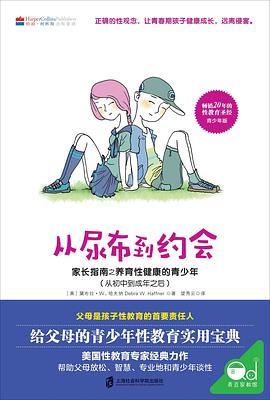 HarperCollinsPublishers
正确的性观念，让青春期孩子健康成长，远离侵害。
畅销20年的
性教育圣经
青少年版
从尿布到约会
家长指南之养育性健康的青少年
（从初中到成年之后）
［美］黛布拉·W. 哈夫纳 Debra W. Haffner 著 望秀云 译
父母是孩子性教育的首要责任人
给父母的青少年性教育实用宝典
美国性教育专家经典力作
帮助父母放松、智慧、专业地和青少年谈性
上海社会科学院出版社